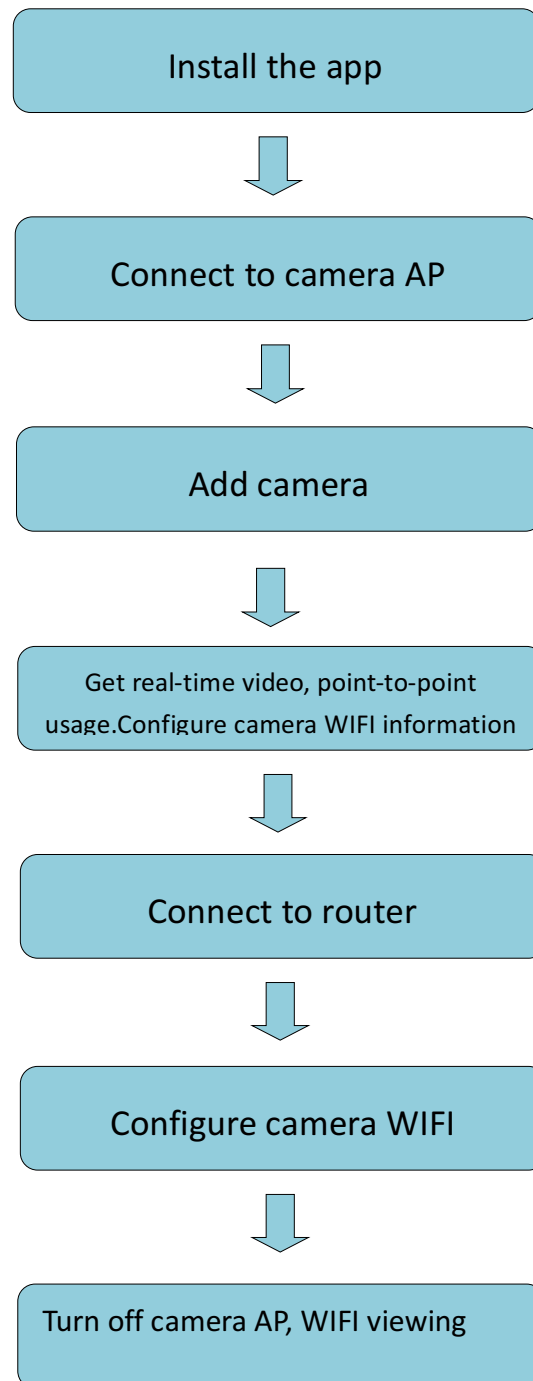 Install the app
Connect to camera AP
Add camera
Get real-time video, point-to-point
usage.Configure camera WIFI information
Connect to router
Configure camera WIFI
Turn off camera AP, WIFI viewing